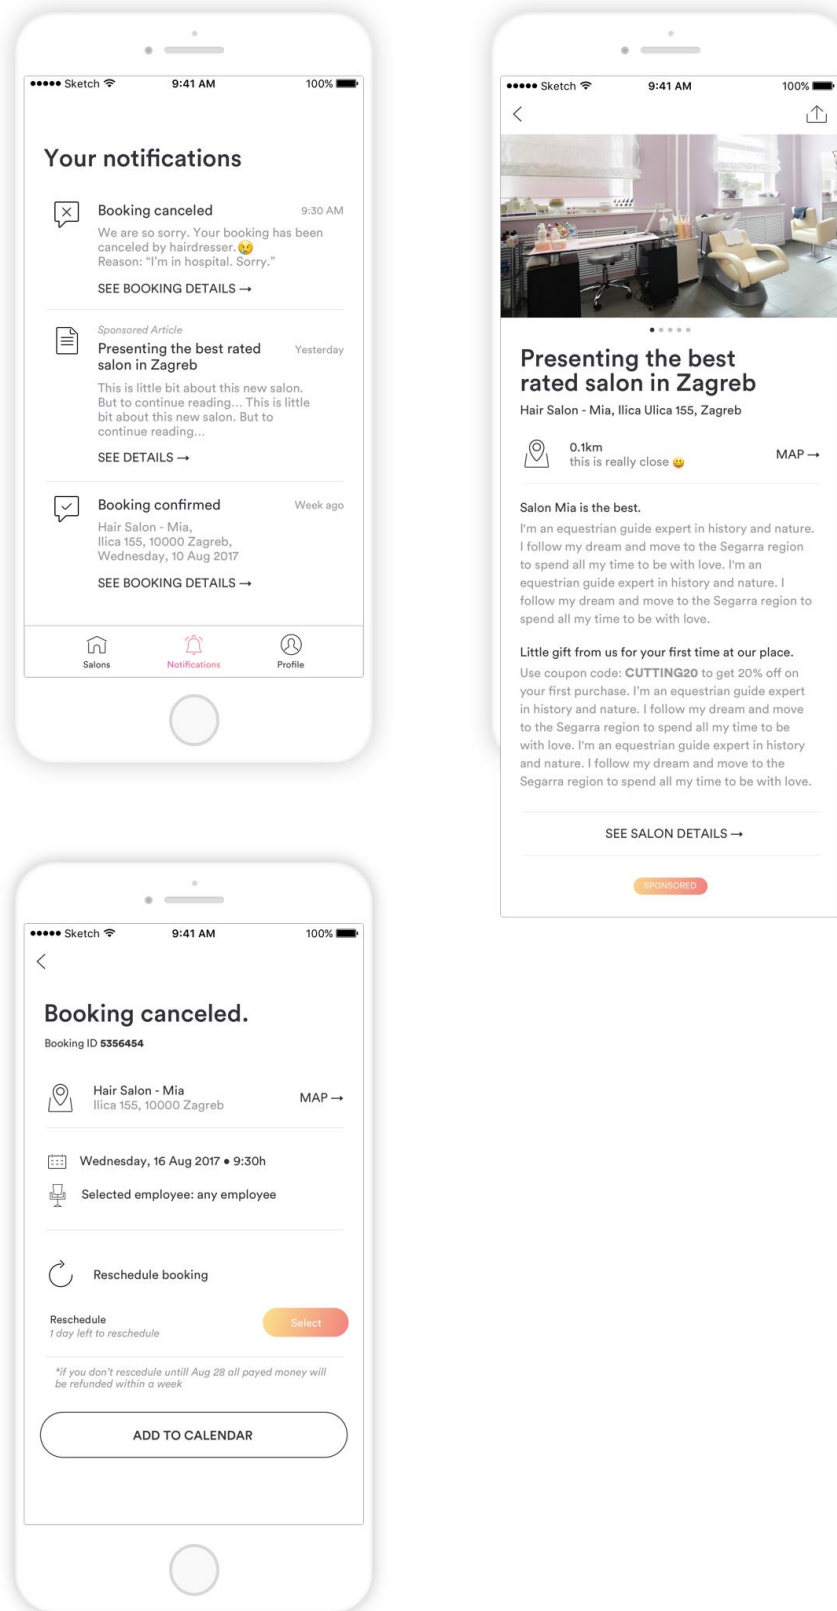 ●●●●● Sketch 9:41 AM 100%
Your notifications
Booking canceled 9:30 AM
We are so sorry. Your booking has been
canceled by hairdresser.😢
Reason: “I’m in hospital. Sorry.”
SEE BOOKING DETAILS →
Sponsored Article
Presenting the best rated Yesterday
salon in Zagreb
This is little bit about this new salon.
But to continue reading... This is little
bit about this new salon. But to
continue reading...
SEE DETAILS →
Booking confirmed Week ago
Hair Salon - Mia,
Ilica 155, 10000 Zagreb,
Wednesday, 10 Aug 2017
SEE BOOKING DETAILS →
Salons Notifications Profile
●●●●● Sketch 9:41 AM 100%
Presenting the best
rated salon in Zagreb
Hair Salon - Mia, Ilica Ulica 155, Zagreb
0.1km
this is really close 😃
MAP →
Salon Mia is the best.
I'm an equestrian guide expert in history and nature.
I follow my dream and move to the Segarra region
to spend all my time to be with love. I'm an
equestrian guide expert in history and nature. I
follow my dream and move to the Segarra region to
spend all my time to be with love.
Little gift from us for your first time at our place.
Use coupon code: CUTTING20 to get 20% off on
your first purchase. I'm an equestrian guide expert
in history and nature. I follow my dream and move
to the Segarra region to spend all my time to be
with love. I'm an equestrian guide expert in history
and nature. I follow my dream and move to the
Segarra region to spend all my time to be with love.
SEE SALON DETAILS →
SPONSORED
●●●●● Sketch 9:41 AM 100%
Booking canceled.
Booking ID 5356454
Hair Salon - Mia
Ilica 155, 10000 Zagreb
MAP →
Wednesday, 16 Aug 2017 • 9:30h
Selected employee: any employee
Reschedule booking
Reschedule
1 day left to reschedule
Select
*if you don’t rescedule untill Aug 28 all payed money will
be refunded within a week
ADD TO CALENDAR